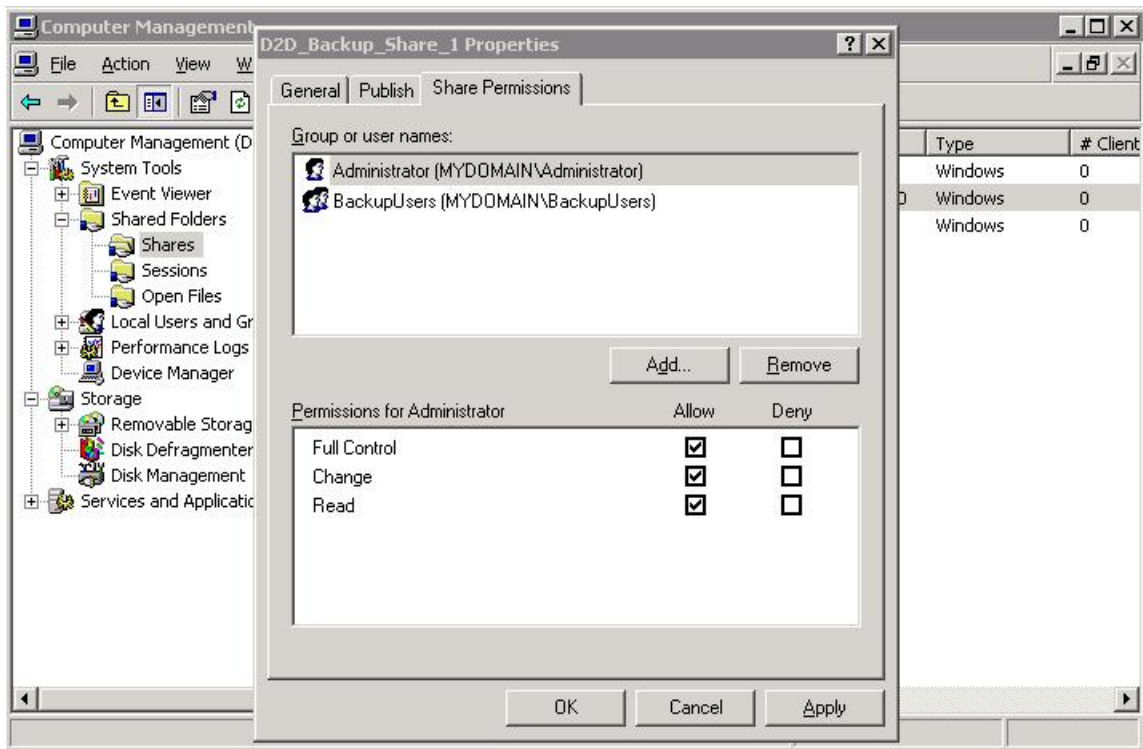 Computer Management
File Action View W
Computer Management (D
System Tools
Event Viewer
Shared Folders
Shares
Sessions
Open Files
Local Users and Gr
Performance Logs
Device Manager
Storage
Removable Storag
Disk Defragmenter
Disk Management
Services and Applicatio
D2D_Backup_Share_1 Properties
General Publish Share Permissions
Group or user names:
Administrator (MYDOMAIN\Administrator)
BackupUsers (MYDOMAIN\BackupUsers)
Add... Remove
Permissions for Administrator Allow Deny
Full Control
Change
Read
OK Cancel Apply
Type # Client
Windows 0
Windows 0
Windows 0